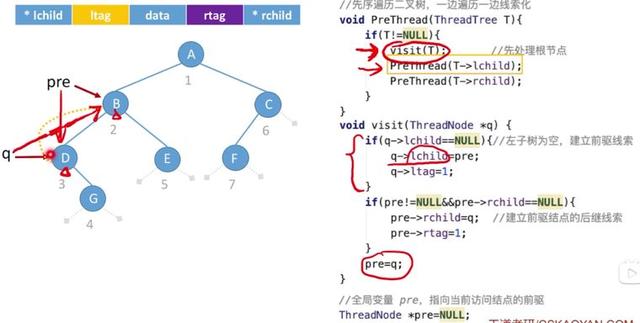 * lchild ltag data rtag * rchild
pre
q
A
1
B
2
C
6
D
3
E
5
F
7
G
4
//先序遍历二叉树，一边遍历一边线索化
void PreThread(ThreadTree T){
if(T!=NULL){
visit(T); //先处理根节点
PreThread(T->lchild);
PreThread(T->rchild);
}
}
void visit(ThreadNode *q) {
if(q->lchild==NULL){//左子树为空，建立前驱线索
q->lchild=pre;
q->ltag=1;
}
if(pre!=NULL&&pre->rchild==NULL){
pre->rchild=q; //建立前驱结点的后继线索
pre->rtag=1;
}
pre=q;
}
//全局变量 pre，指向当前访问结点的前驱
ThreadNode *pre=NULL;